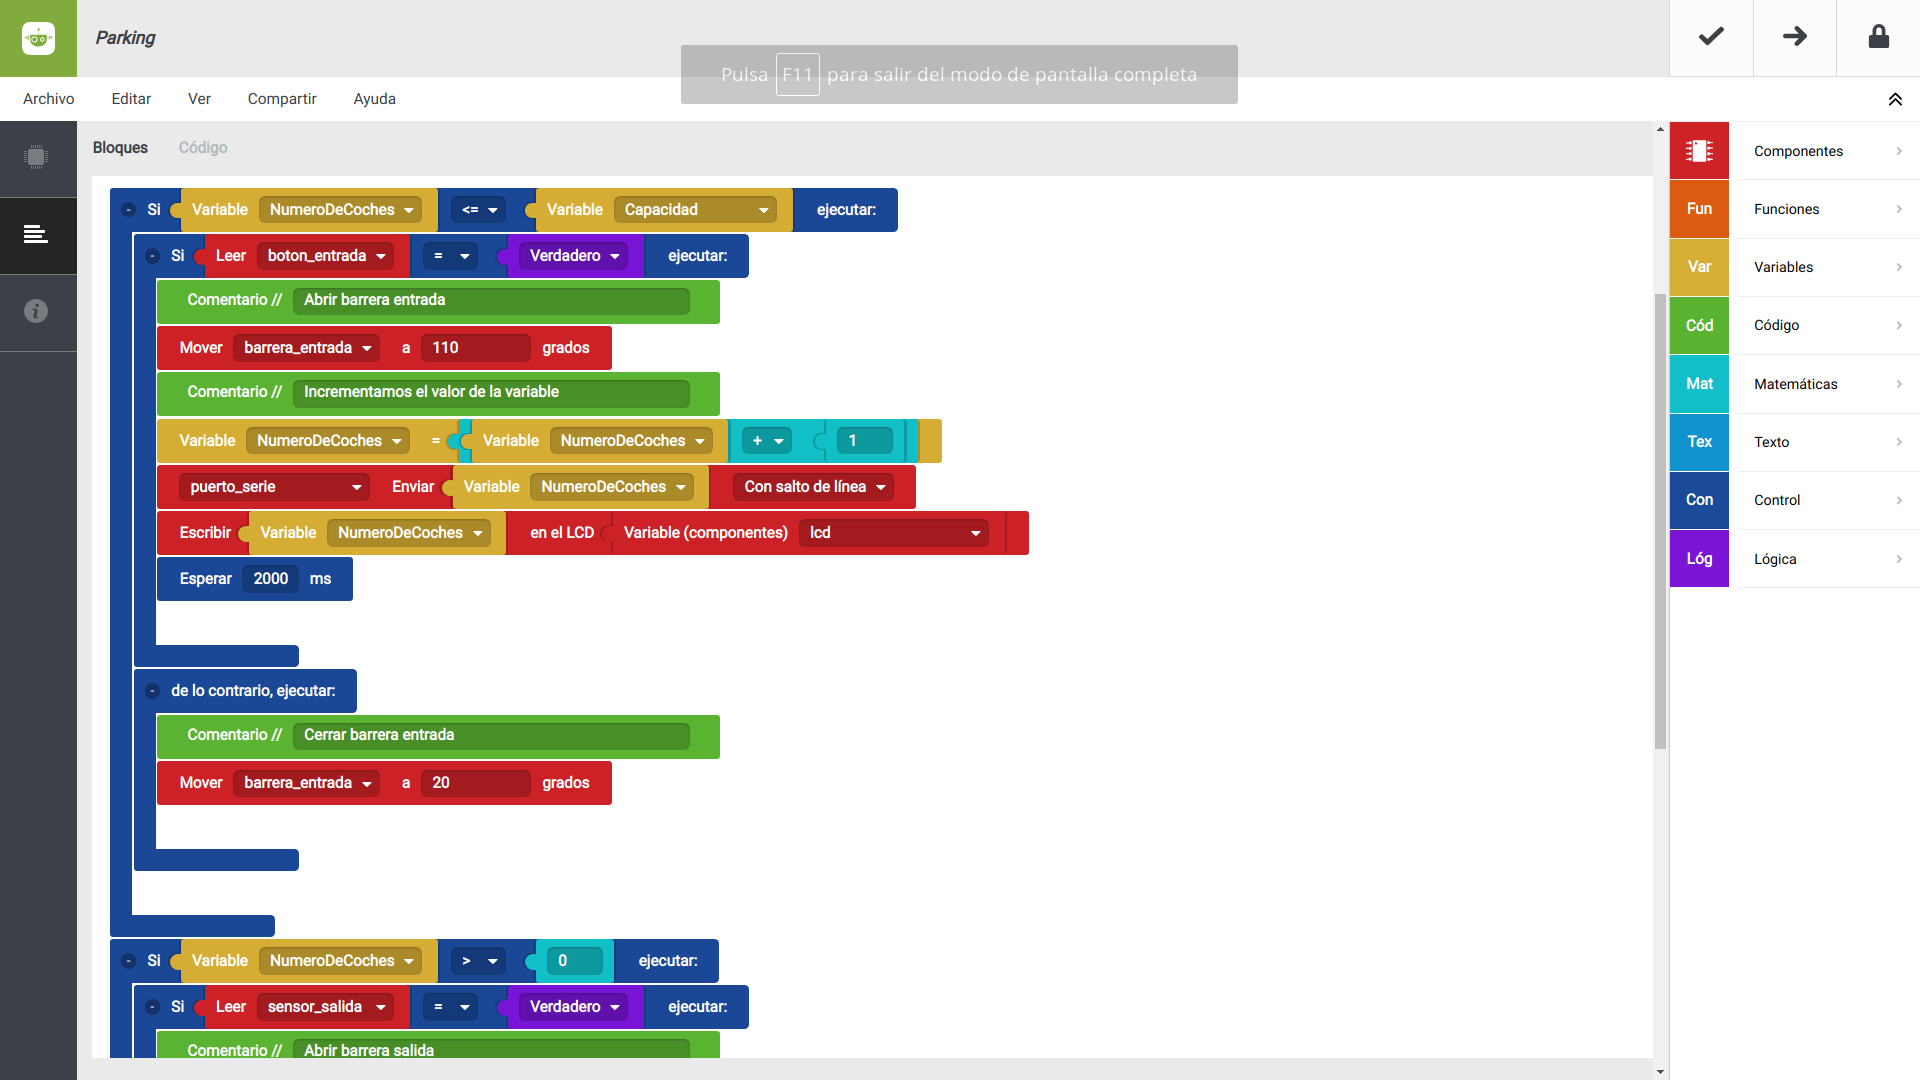 Parking
Pulsa F11 para salir del modo de pantalla completa
Archivo Editar Ver Compartir Ayuda
Bloques Código
- Si Variable NumeroDeCoches <= Variable Capacidad ejecutar:
- Si Leer boton_entrada = Verdadero ejecutar:
Comentario // Abrir barrera entrada
Mover barrera_entrada a 110 grados
Comentario // Incrementamos el valor de la variable
Variable NumeroDeCoches = Variable NumeroDeCoches + 1
puerto_serie Enviar Variable NumeroDeCoches Con salto de línea
Escribir Variable NumeroDeCoches en el LCD Variable (componentes) lcd
Esperar 2000 ms
- de lo contrario, ejecutar:
Comentario // Cerrar barrera entrada
Mover barrera_entrada a 20 grados
- Si Variable NumeroDeCoches > 0 ejecutar:
- Si Leer sensor_salida = Verdadero ejecutar:
Comentario // Abrir barrera salida
Componentes
Fun Funciones
Var Variables
Cód Código
Mat Matemáticas
Tex Texto
Con Control
Lóg Lógica